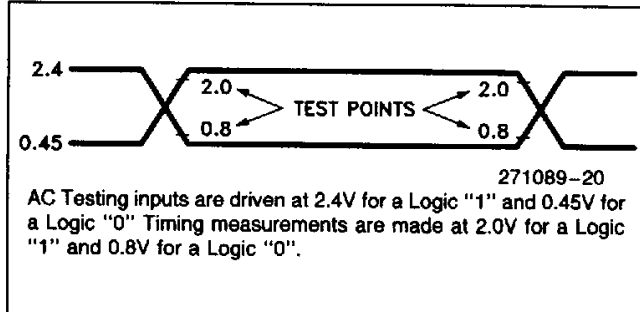 2.4
2.0
2.0
TEST POINTS
0.8
0.8
0.45
271089-20
AC Testing inputs are driven at 2.4V for a Logic "1" and 0.45V for
a Logic "0" Timing measurements are made at 2.0V for a Logic
"1" and 0.8V for a Logic "0".